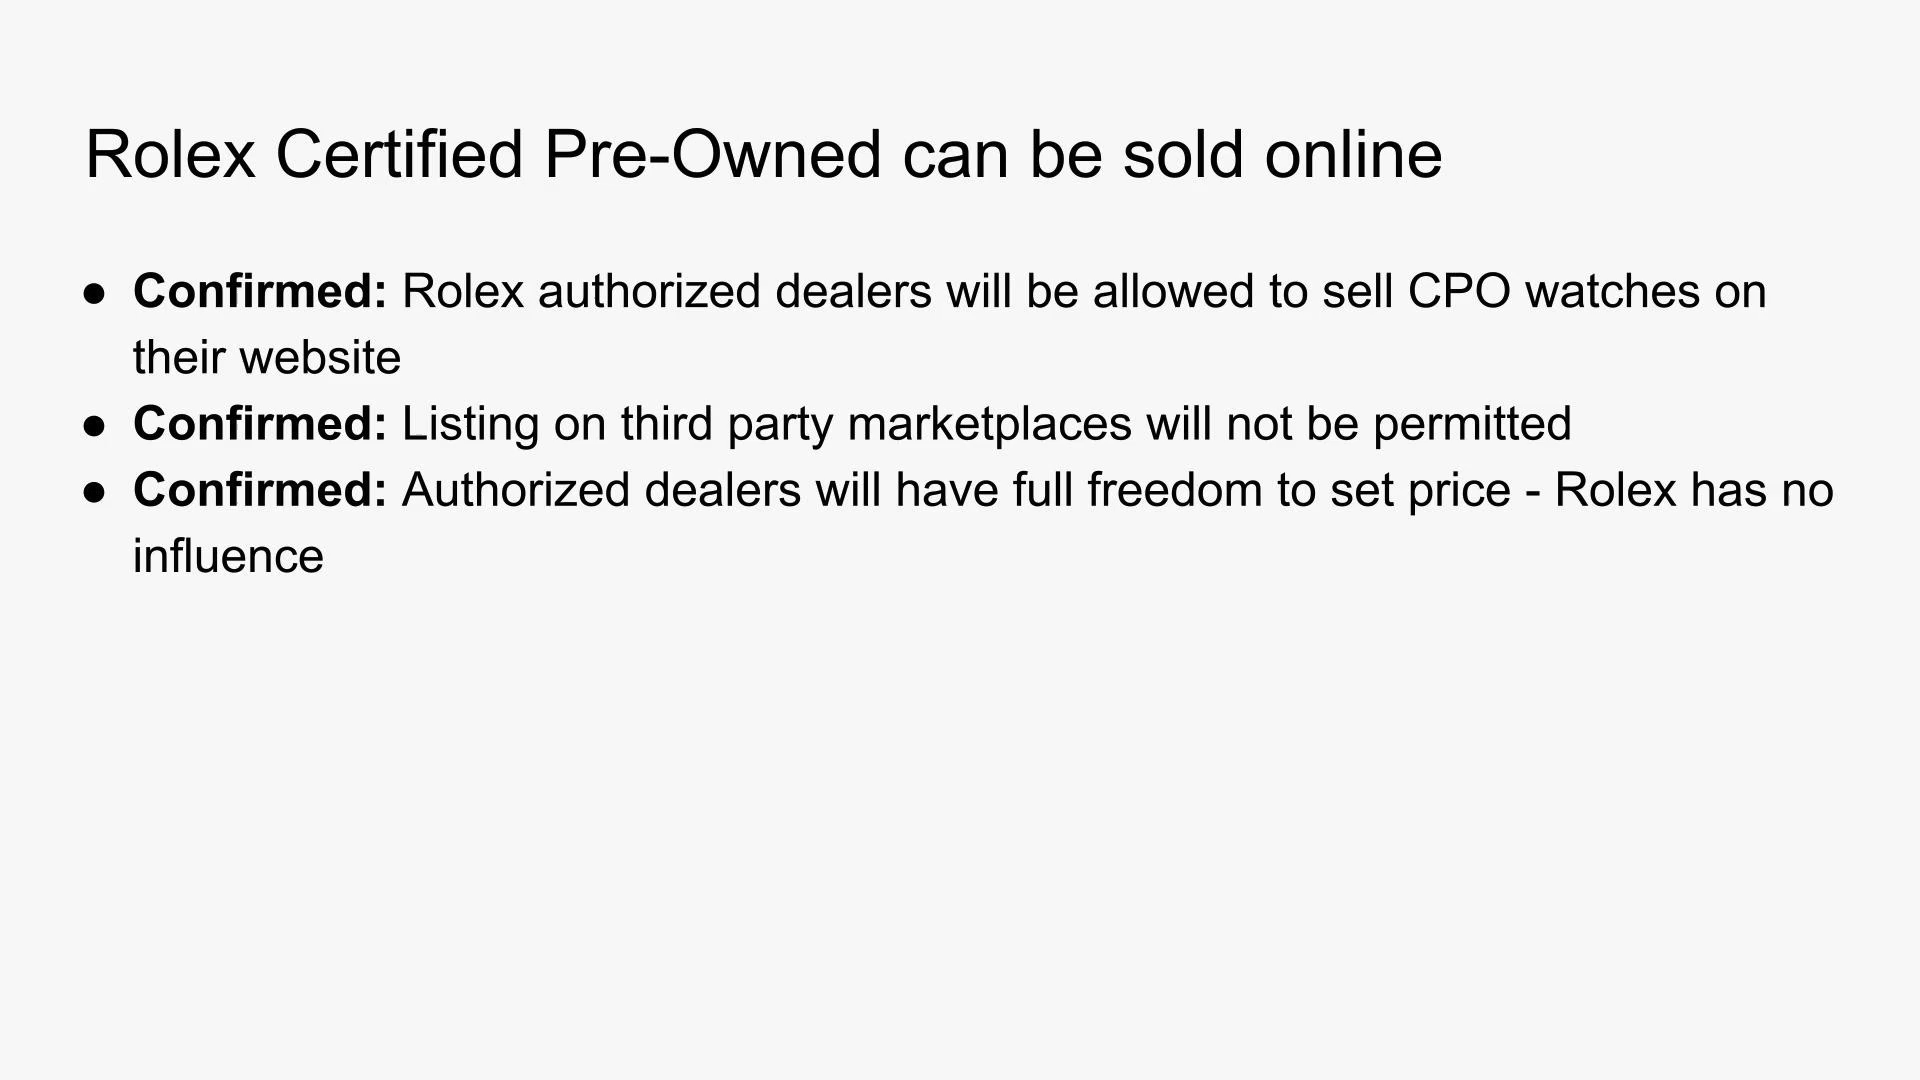 Rolex Certified Pre-Owned can be sold online
● Confirmed: Rolex authorized dealers will be allowed to sell CPO watches on
their website
● Confirmed: Listing on third party marketplaces will not be permitted
● Confirmed: Authorized dealers will have full freedom to set price - Rolex has no
influence